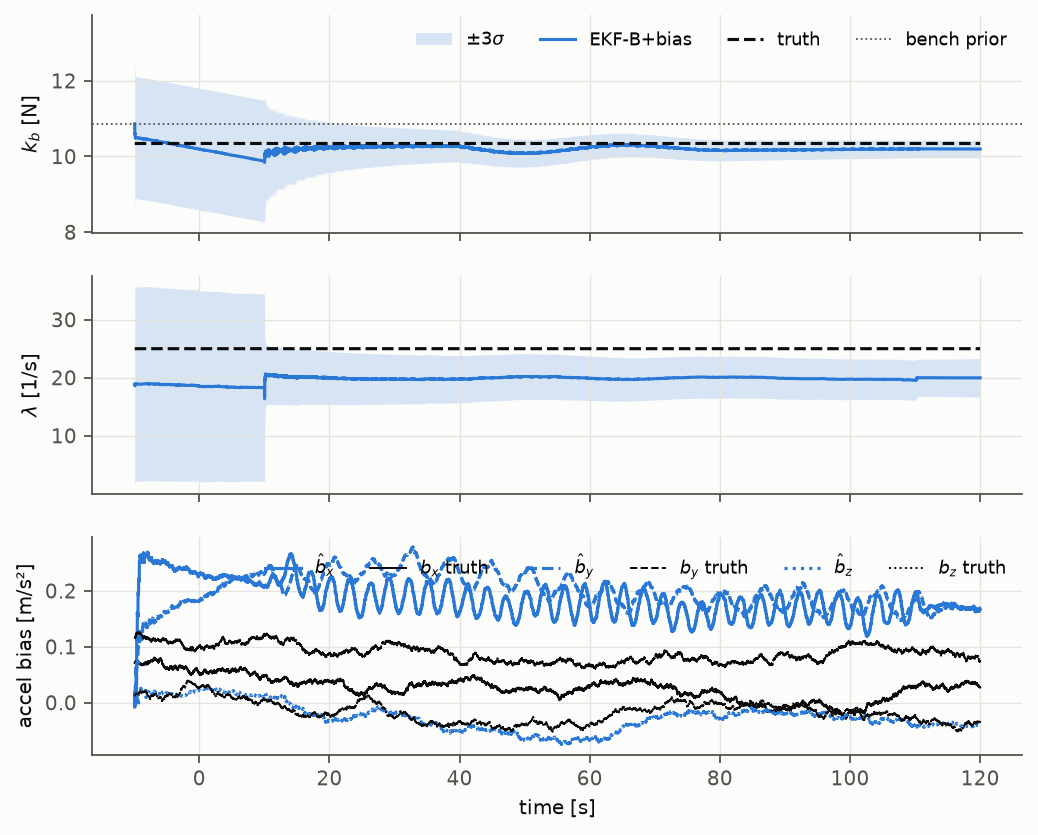 ±3σ EKF-B+bias truth bench prior
k_b [N]
12
10
8
λ [1/s]
30
20
10
b̂_x b_x truth b̂_y b_y truth b̂_z b_z truth
accel bias [m/s²]
0.2
0.1
0.0
0 20 40 60 80 100 120
time [s]